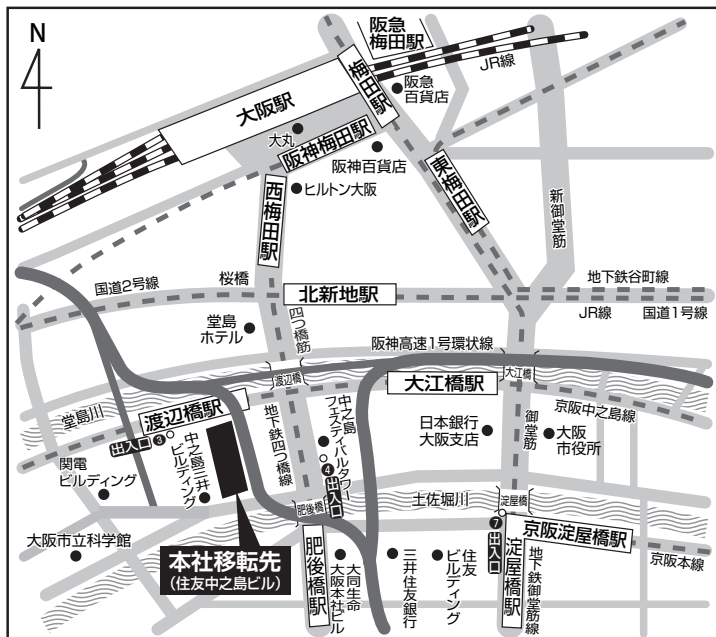 N
阪急
梅田駅
JR線
梅田駅
阪急
百貨店
大阪駅
大丸
阪神梅田駅
阪神百貨店
東梅田駅
ヒルトン大阪
西梅田駅
新御堂筋
桜橋
国道2号線
北新地駅
地下鉄谷町線
JR線
国道1号線
堂島
ホテル
四つ橋筋
阪神高速1号環状線
渡辺橋
大江橋
大江橋駅
堂島川
渡辺橋駅
京阪中之島線
出入口3
中之島三井
ビルディング
地下鉄四つ橋線
中之島
フェスティバルタワー
4出入口
日本銀行
大阪支店
御堂筋
大阪
市役所
関電
ビルディング
土佐堀川
肥後橋
淀屋橋
大阪市立科学館
本社移転先
(住友中之島ビル)
肥後橋駅
大同生命
大阪本社ビル
三井住友銀行
住友
ビルディング
7出入口
淀屋橋駅
地下鉄御堂筋線
京阪淀屋橋駅
京阪本線